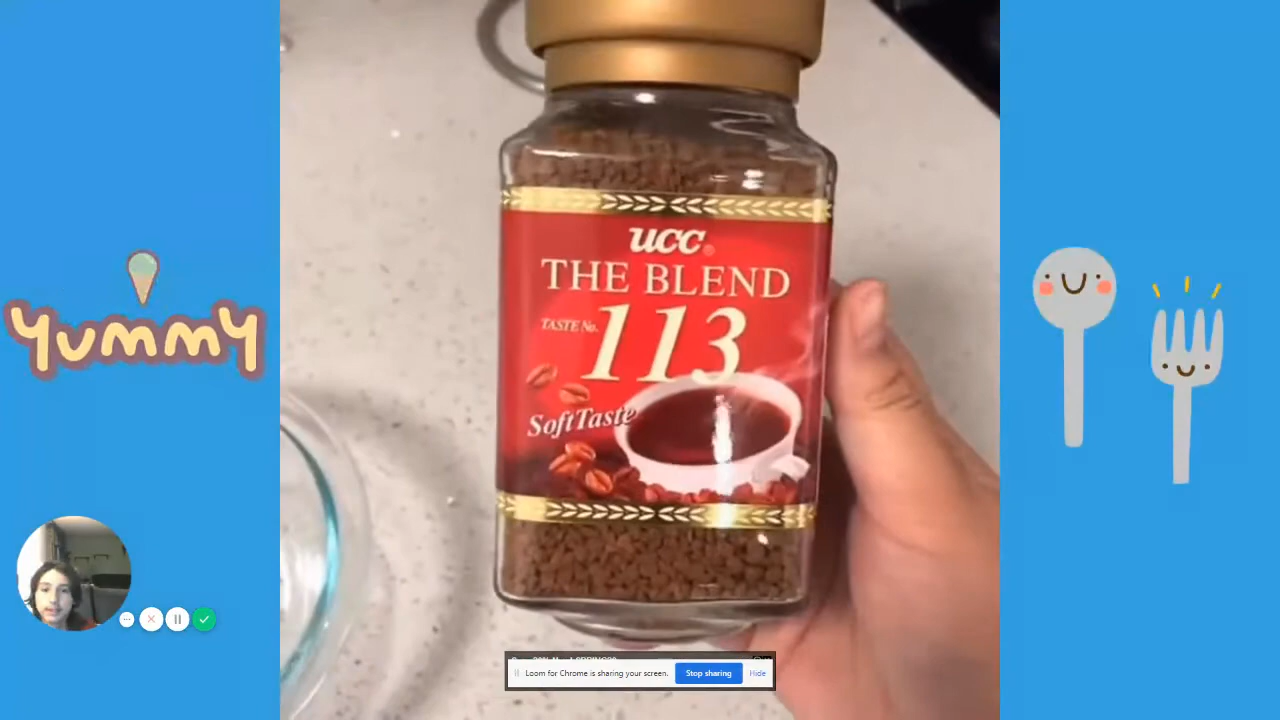 ucc
THE BLEND
TASTE No. 113
SoftTaste
yummy
Loom for Chrome is sharing your screen.
Stop sharing
Hide